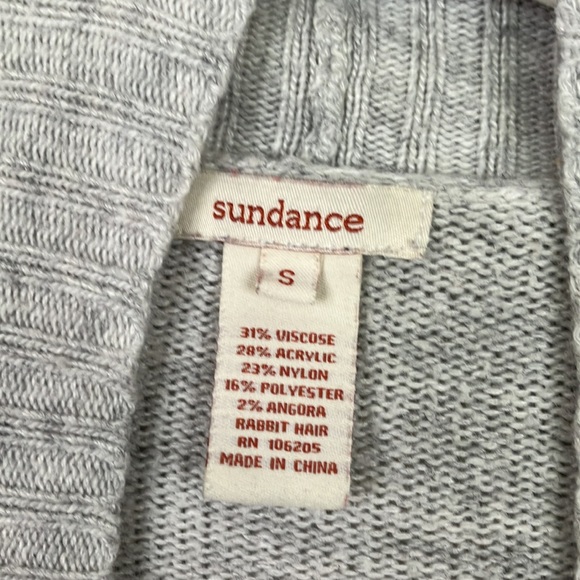 sundance
S
31% VISCOSE
28% ACRYLIC
23% NYLON
16% POLYESTER
2% ANGORA
RABBIT HAIR
RN 106205
MADE IN CHINA